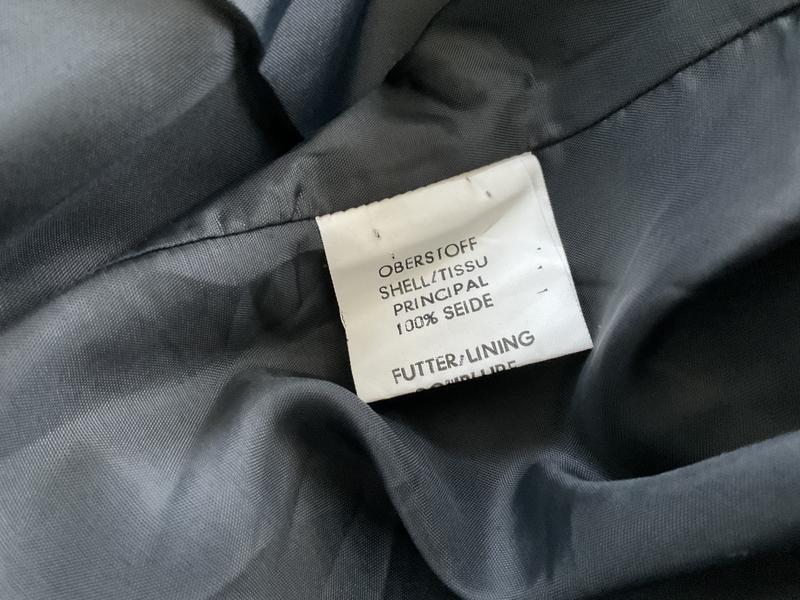 OBERSTOFF
SHELL/TISSU
PRINCIPAL
100% SEIDE
FUTTER/LINING